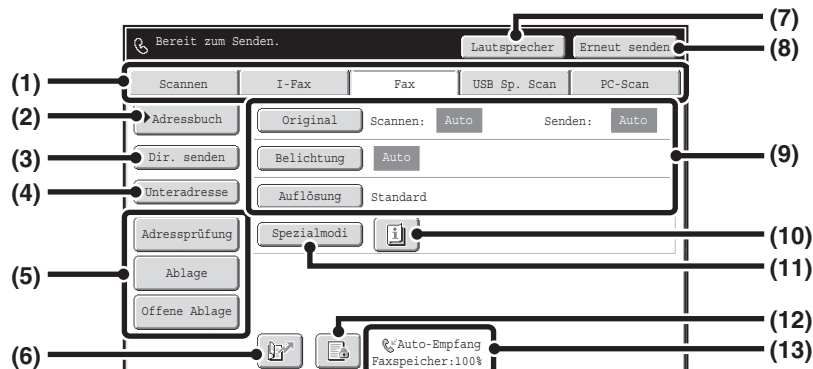 (7)
Bereit zum Senden.
Lautsprecher
Erneut senden
(8)
(1)
Scannen
I-Fax
Fax
USB Sp. Scan
PC-Scan
(2)
Adressbuch
Original
Scannen:
Auto
Senden:
Auto
(3)
Dir. senden
Belichtung
Auto
(9)
(4)
Unteradresse
Auflösung
Standard
Adressprüfung
Spezialmodi
(10)
(5)
Ablage
(11)
Offene Ablage
(12)
(6)
Auto-Empfang
Faxspeicher:100%
(13)